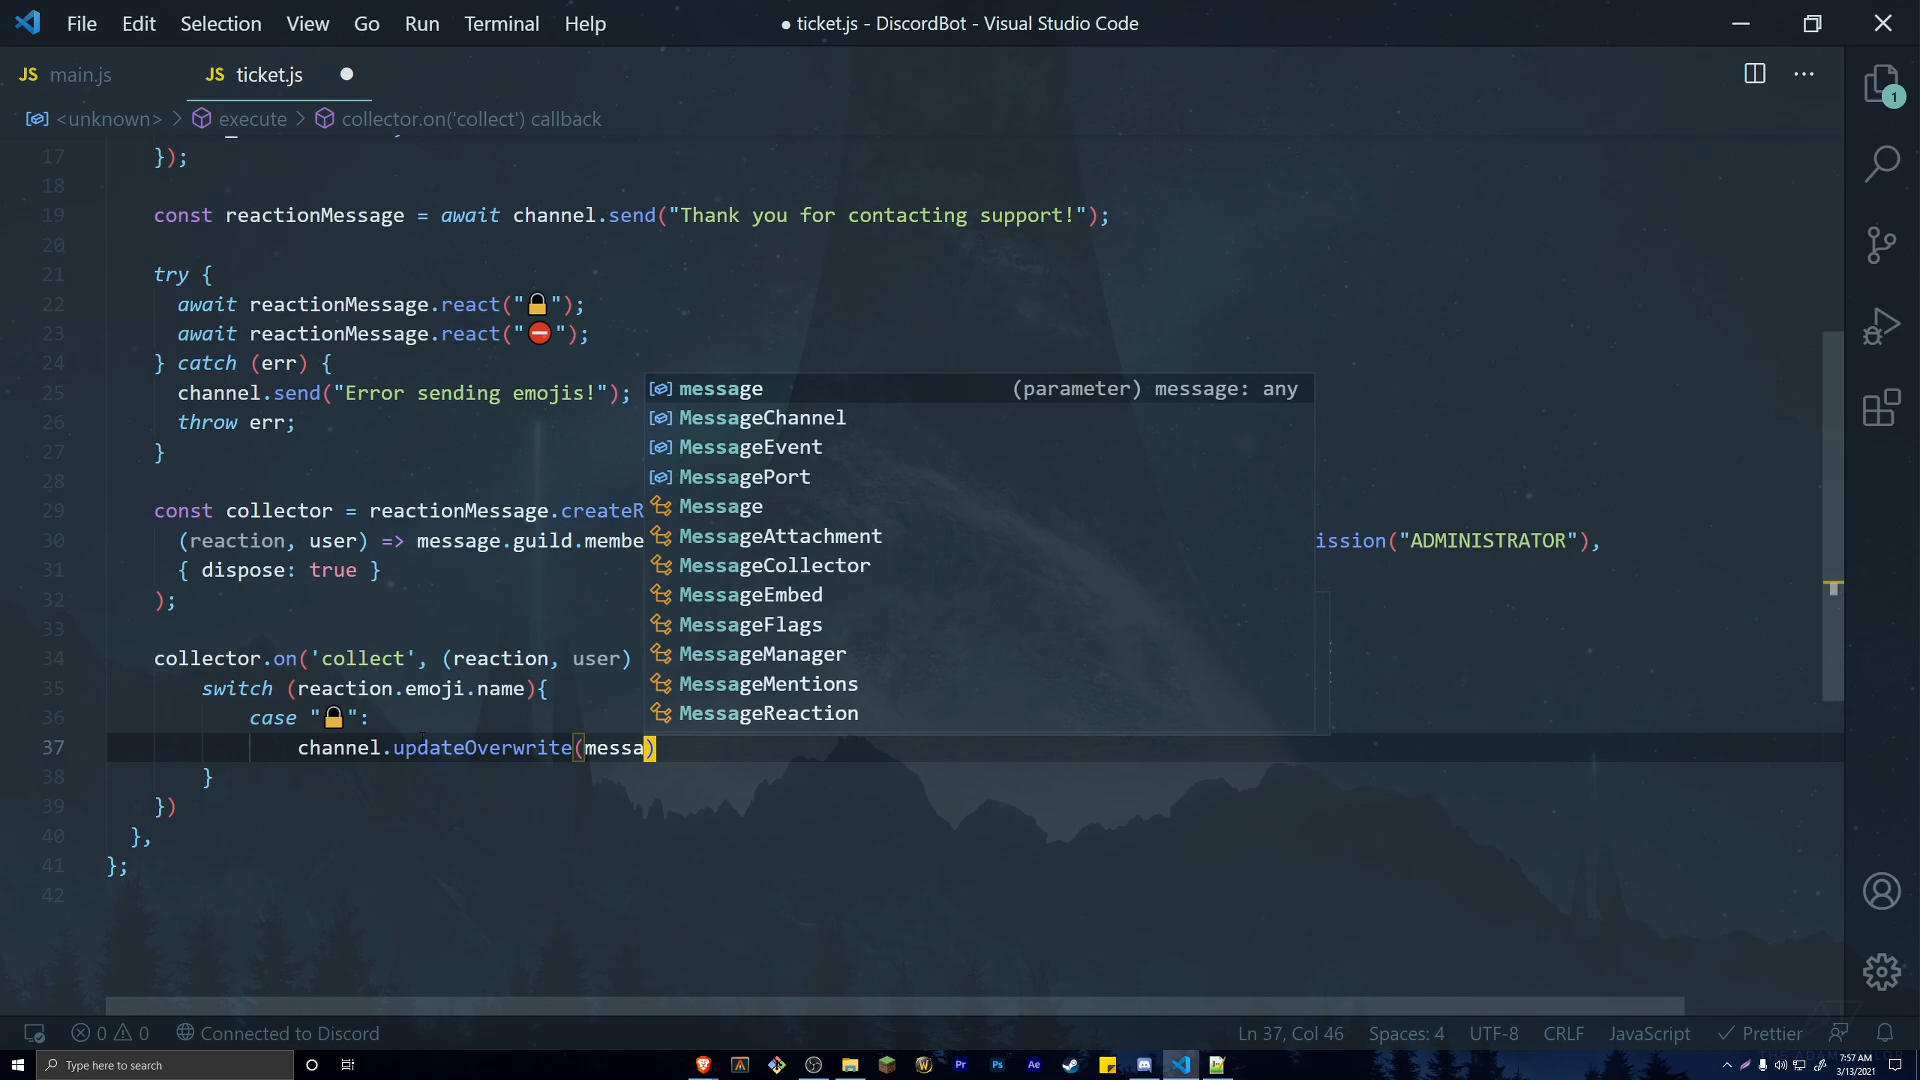 File Edit Selection View Go Run Terminal Help
● ticket.js - DiscordBot - Visual Studio Code
JS main.js
JS ticket.js
<unknown> > execute > collector.on('collect') callback
17 });
18
19 const reactionMessage = await channel.send("Thank you for contacting support!");
20
21 try {
22 await reactionMessage.react("🔒");
23 await reactionMessage.react("⛔");
24 } catch (err) {
25 channel.send("Error sending emojis!");
26 throw err;
27 }
28
29 const collector = reactionMessage.createR
30 (reaction, user) => message.guild.membe ission("ADMINISTRATOR"),
31 { dispose: true }
32 );
33
34 collector.on('collect', (reaction, user)
35 switch (reaction.emoji.name){
36 case "🔒":
37 channel.updateOverwrite(messa)
38 }
39 })
40 },
41 };
42
message (parameter) message: any
MessageChannel
MessageEvent
MessagePort
Message
MessageAttachment
MessageCollector
MessageEmbed
MessageFlags
MessageManager
MessageMentions
MessageReaction
1
0 0 Connected to Discord
Ln 37, Col 46 Spaces: 4 UTF-8 CRLF JavaScript Prettier
Type here to search
Pr Ps Ae
7:57 AM
3/13/2021